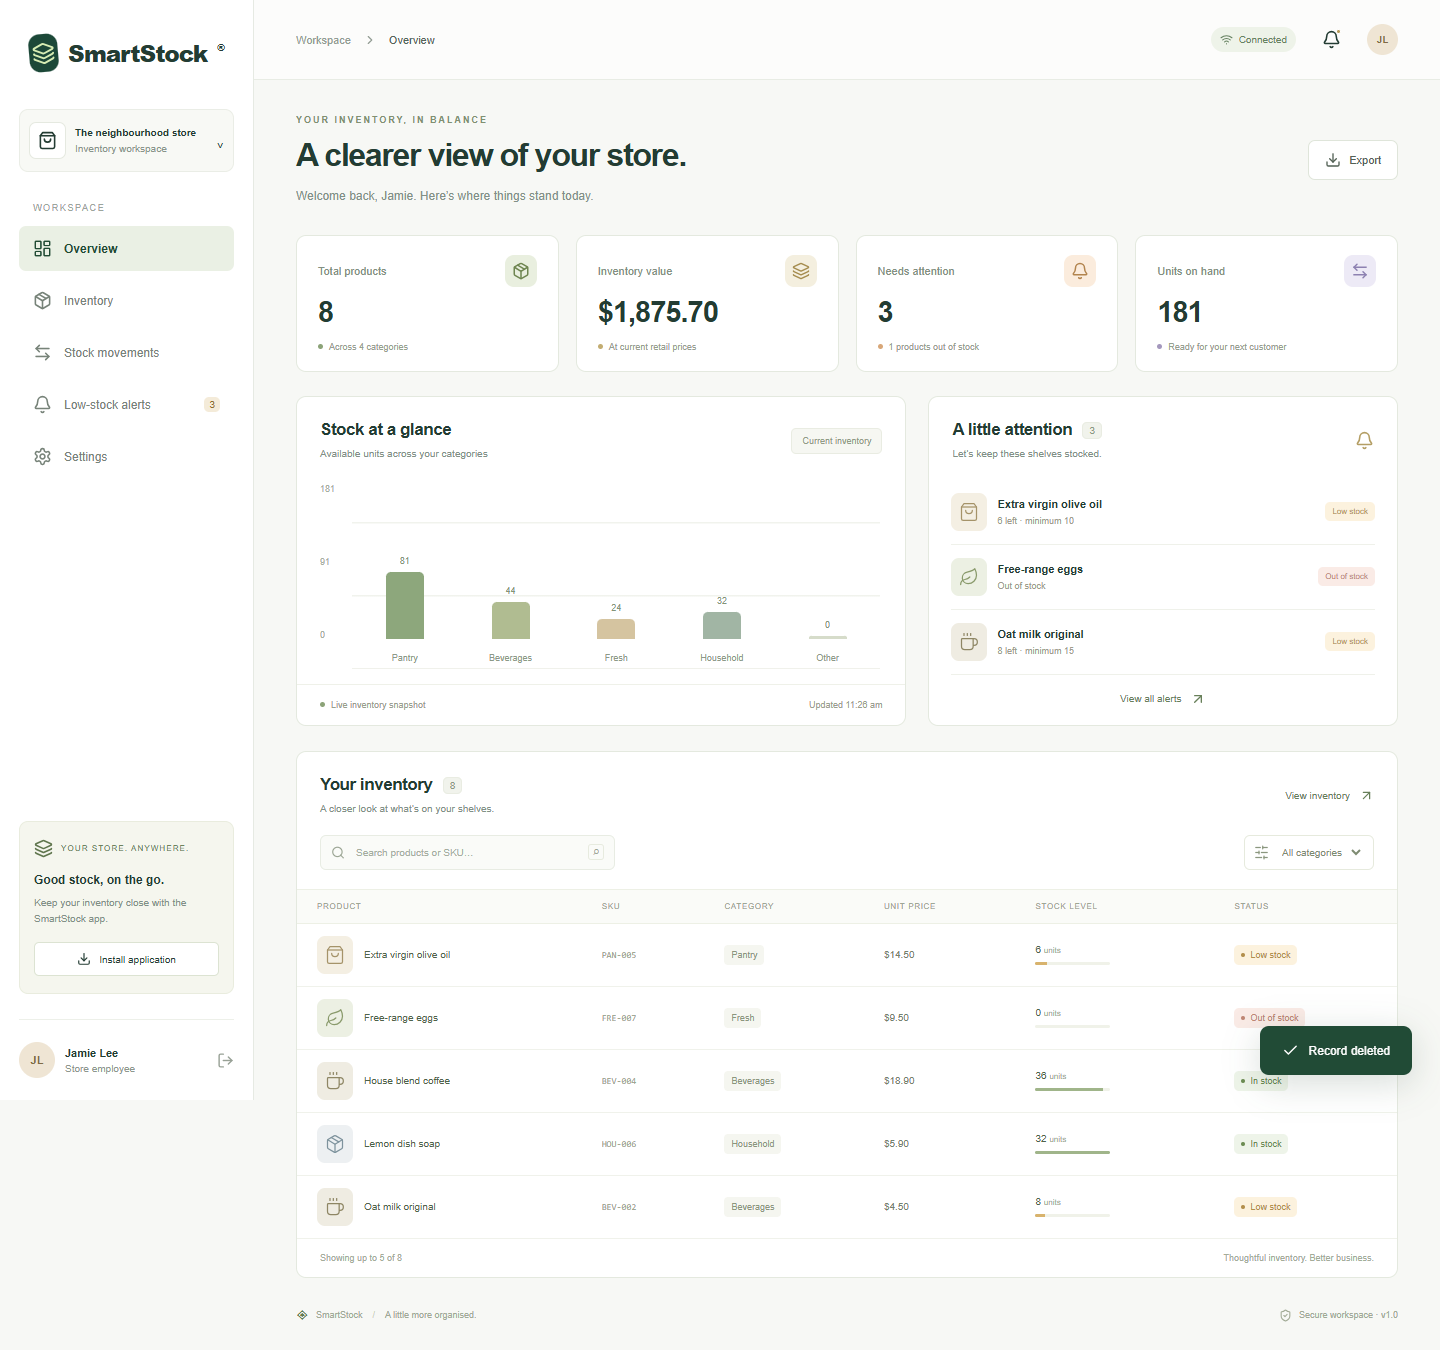 SmartStock ®
The neighbourhood store
Inventory workspace
v
WORKSPACE
Overview
Inventory
Stock movements
Low-stock alerts 3
Settings
YOUR STORE. ANYWHERE.
Good stock, on the go.
Keep your inventory close with the
SmartStock app.
Install application
JL
Jamie Lee
Store employee
Workspace > Overview
Connected
JL
YOUR INVENTORY, IN BALANCE
A clearer view of your store.
Welcome back, Jamie. Here's where things stand today.
Export
Total products
8
Across 4 categories
Inventory value
$1,875.70
At current retail prices
Needs attention
3
1 products out of stock
Units on hand
181
Ready for your next customer
Stock at a glance
Available units across your categories
Current inventory
181
91
0
81
44
24
32
0
Pantry
Beverages
Fresh
Household
Other
Live inventory snapshot
Updated 11:26 am
A little attention 3
Let's keep these shelves stocked.
Extra virgin olive oil
6 left · minimum 10
Low stock
Free-range eggs
Out of stock
Out of stock
Oat milk original
8 left · minimum 15
Low stock
View all alerts
Your inventory 8
A closer look at what's on your shelves.
View inventory
Search products or SKU...
All categories
PRODUCT SKU CATEGORY UNIT PRICE STOCK LEVEL STATUS
Extra virgin olive oil PAN-005 Pantry $14.50 6 units Low stock
Free-range eggs FRE-007 Fresh $9.50 0 units Out of stock
Record deleted
House blend coffee BEV-004 Beverages $18.90 36 units In stock
Lemon dish soap HOU-006 Household $5.90 32 units In stock
Oat milk original BEV-002 Beverages $4.50 8 units Low stock
Showing up to 5 of 8
Thoughtful inventory. Better business.
SmartStock / A little more organised.
Secure workspace · v1.0